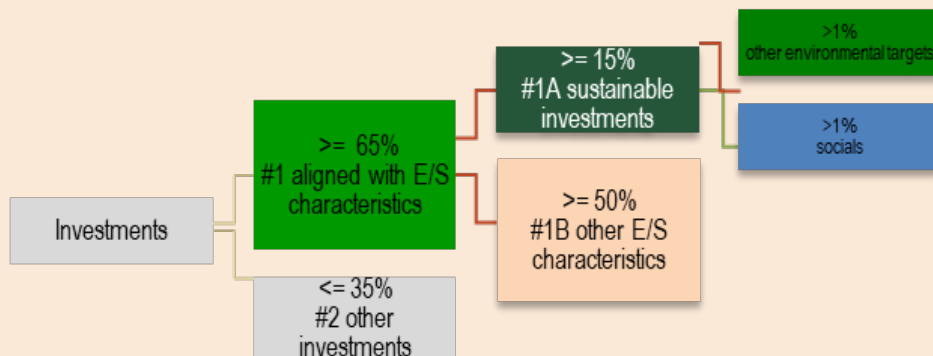 Investments
>= 65%
#1 aligned with E/S
characteristics
<= 35%
#2 other
investments
>= 15%
#1A sustainable
investments
>= 50%
#1B other E/S
characteristics
>1%
other environmental targets
>1%
socials